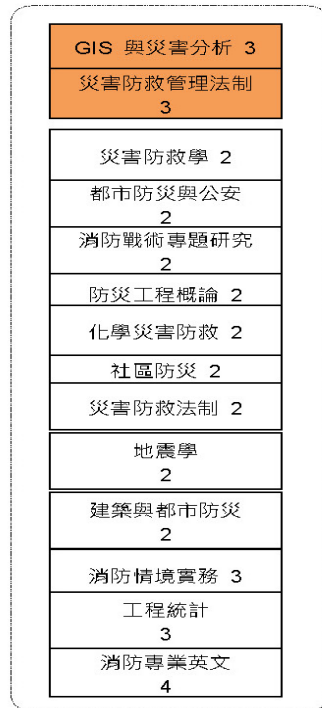 GIS 與災害分析 3
災害防救管理法制
3
災害防救學 2
都市防災與公安
2
消防戰術專題研究
2
防災工程概論 2
化學災害防救 2
社區防災 2
災害防救法制 2
地震學
2
建築與都市防災
2
消防情境實務 3
工程統計
3
消防專業英文
4